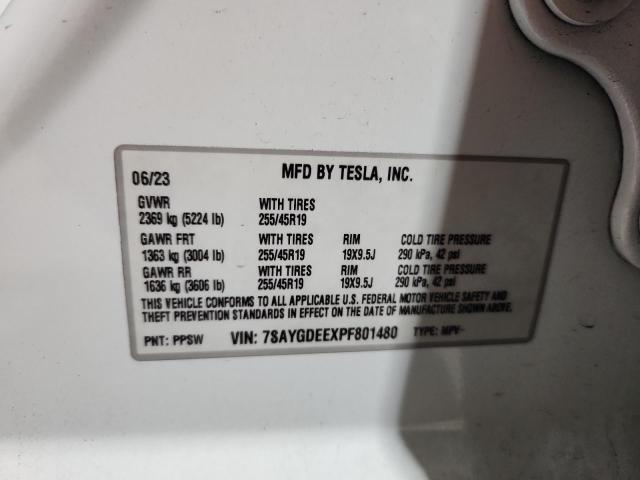 06/23 MFD BY TESLA, INC.
GVWR WITH TIRES
2369 kg (5224 lb) 255/45R19
GAWR FRT WITH TIRES RIM COLD TIRE PRESSURE
1363 kg (3004 lb) 255/45R19 19X9.5J 290 kPa, 42 psi
GAWR RR WITH TIRES RIM COLD TIRE PRESSURE
1636 kg (3606 lb) 255/45R19 19X9.5J 290 kPa, 42 psi
THIS VEHICLE CONFORMS TO ALL APPLICABLE U.S. FEDERAL MOTOR VEHICLE SAFETY AND
THEFT PREVENTION STANDARDS IN EFFECT ON THE DATE OF MANUFACTURE SHOWN ABOVE.
PNT: PPSW VIN: 7SAYGDEEXPF801480 TYPE: MPV